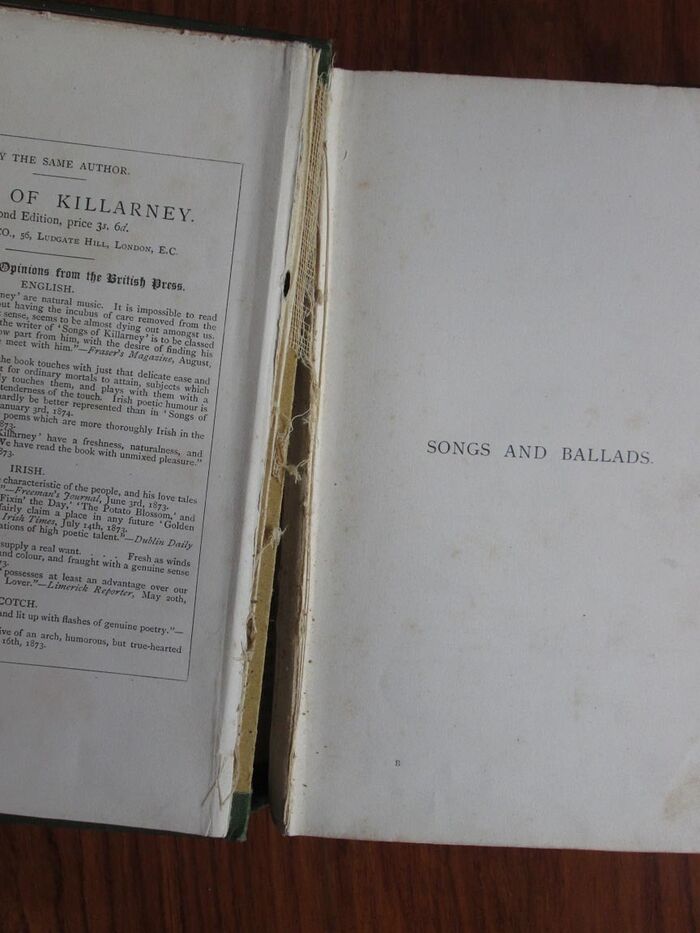 Y THE SAME AUTHOR.
OF KILLARNEY.
ond Edition, price 3s. 6d.
CO., 56, LUDGATE HILL, LONDON, E.C.
Opinions from the British Press.
ENGLISH.
ney' are natural music. It is impossible to read
out having the incubus of care removed from the
sense, seems to be almost dying out amongst us.
the writer of 'Songs of Killarney' is to be classed
ow part from him, with the desire of finding his
meet with him."—Fraser's Magazine, August,
the book touches with just that delicate ease and
t for ordinary mortals to attain, subjects which
ly touches them, and plays with them with a
tenderness of the touch. Irish poetic humour is
ardly be better represented than in 'Songs of
anuary 3rd, 1874.
poems which are more thoroughly Irish in the
873.
Killarney' have a freshness, naturalness, and
We have read the book with unmixed pleasure."
873.
IRISH.
characteristic of the people, and his love tales
"—Freeman's Journal, June 3rd, 1873.
Fixin' the Day,' 'The Potato Blossom,' and
fairly claim a place in any future 'Golden
Irish Times, July 14th, 1873.
ations of high poetic talent."—Dublin Daily
supply a real want. . . . . Fresh as winds
nd colour, and fraught with a genuine sense
73.
possesses at least an advantage over our
Lover."—Limerick Reporter, May 20th,
COTCH.
and lit up with flashes of genuine poetry."—
ive of an arch, humorous, but true-hearted
16th, 1873.
SONGS AND BALLADS.
B